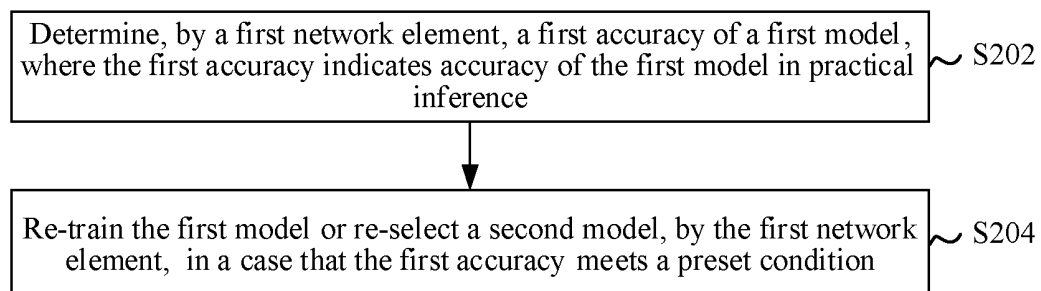 Determine, by a first network element, a first accuracy of a first model,
where the first accuracy indicates accuracy of the first model in practical
inference
S202
Re-train the first model or re-select a second model, by the first network
element, in a case that the first accuracy meets a preset condition
S204